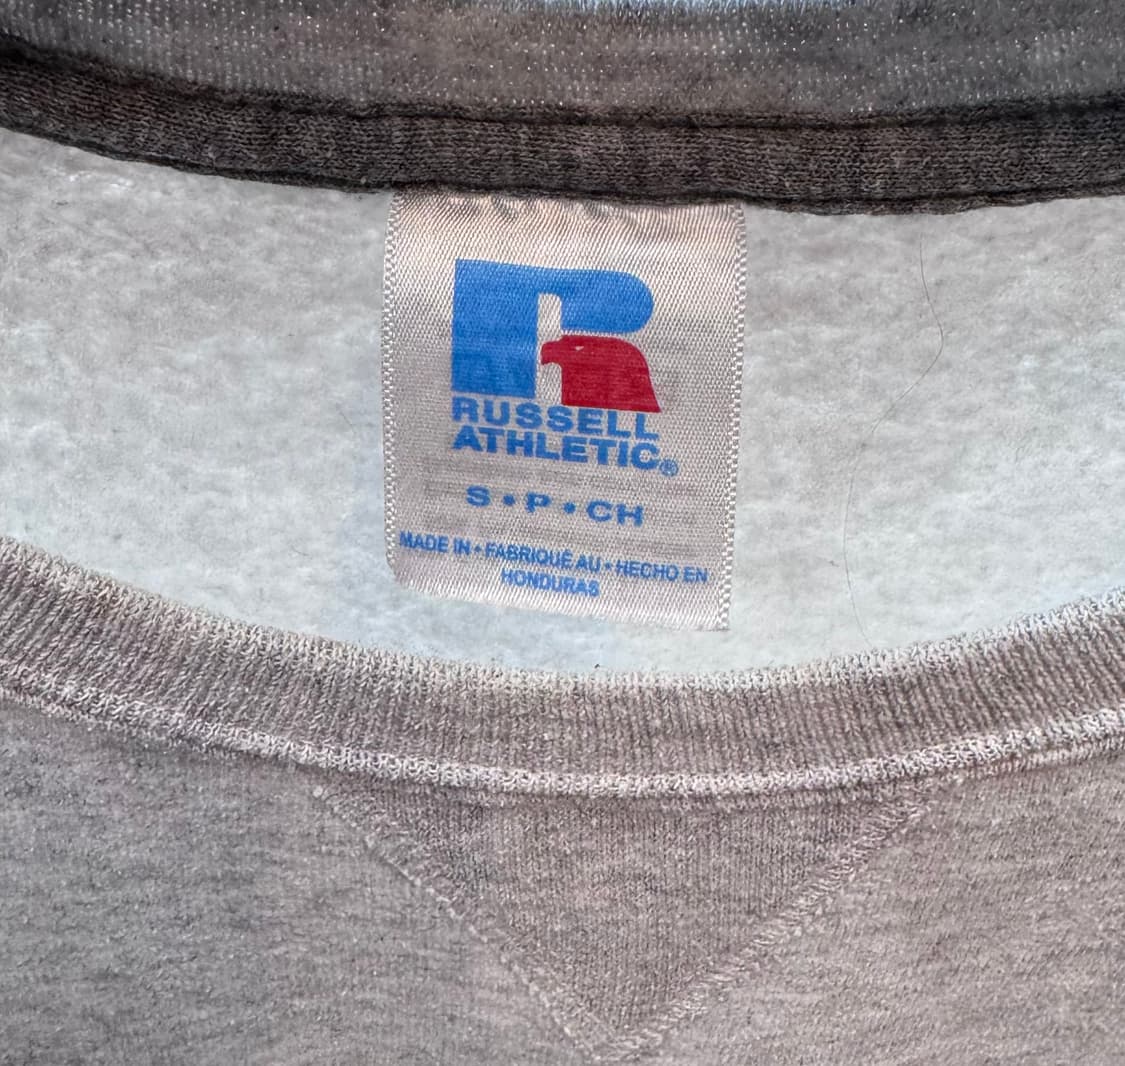 RUSSELL
ATHLETIC®
S • P • CH
MADE IN • FABRIQUÉ AU • HECHO EN
HONDURAS